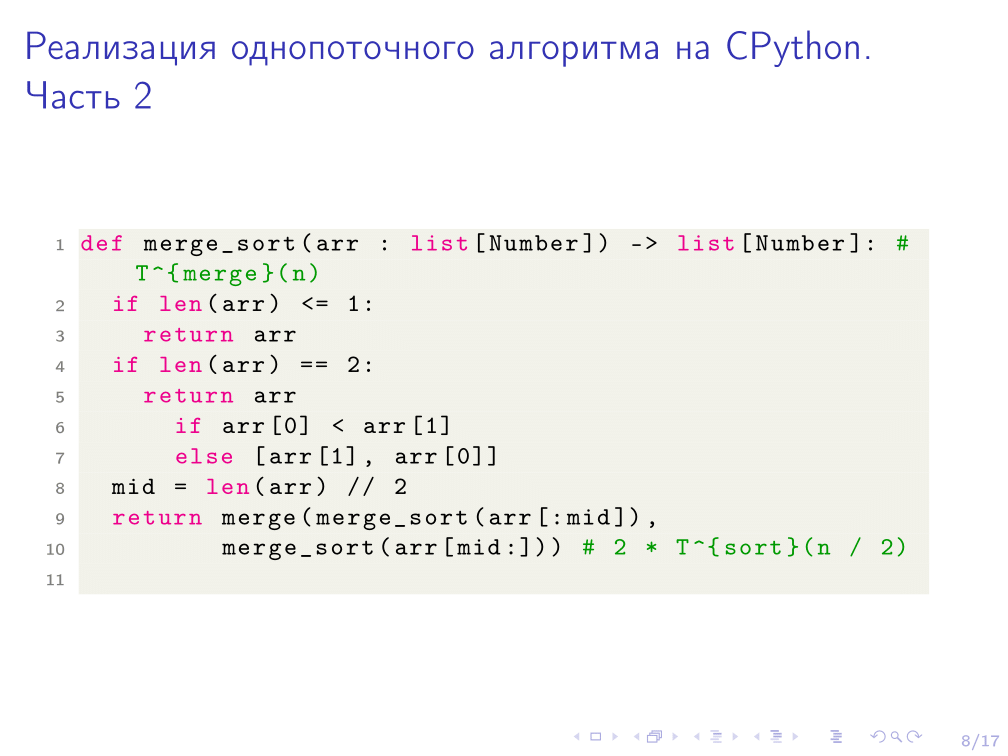 Реализация однопоточного алгоритма на CPython.
Часть 2
1 def merge_sort(arr : list[Number]) -> list[Number]: #
T^{merge}(n)
2 if len(arr) <= 1:
3 return arr
4 if len(arr) == 2:
5 return arr
6 if arr[0] < arr[1]
7 else [arr[1], arr[0]]
8 mid = len(arr) // 2
9 return merge(merge_sort(arr[:mid]),
10 merge_sort(arr[mid:])) # 2 * T^{sort}(n / 2)
11
8/17